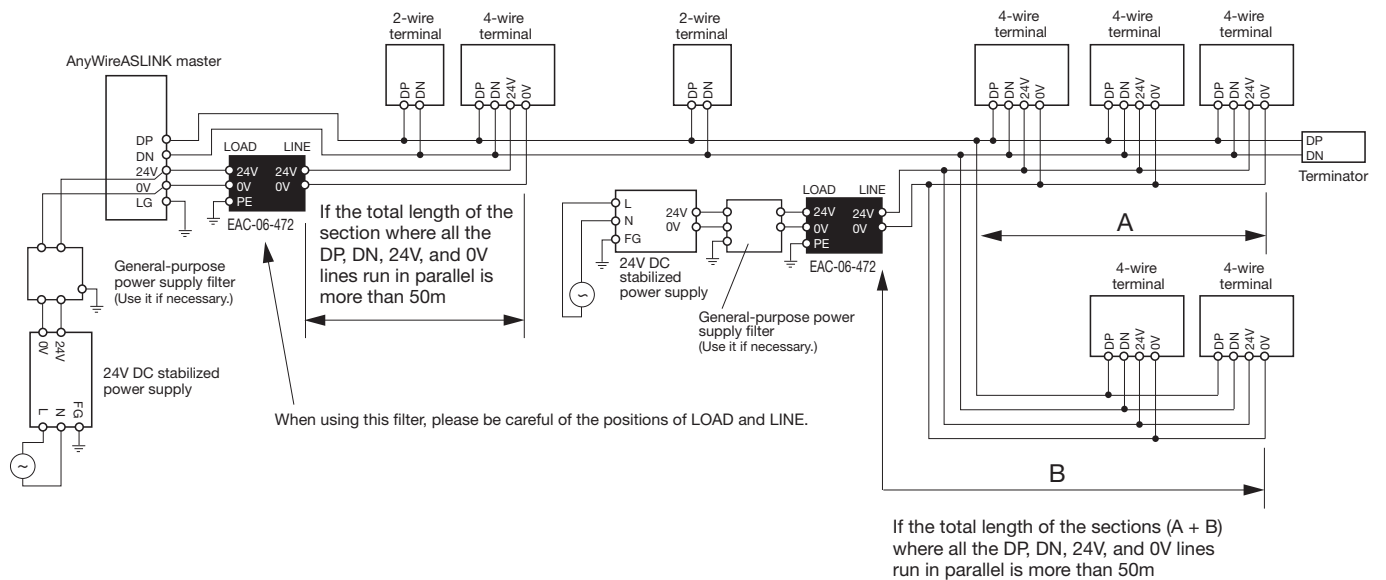 2-wire
terminal
4-wire
terminal
2-wire
terminal
4-wire
terminal
4-wire
terminal
4-wire
terminal
AnyWireASLINK master
DP
DN
DP
DN
24V
0V
DP
DN
DP
DN
24V
0V
DP
DN
24V
0V
DP
DN
24V
0V
DP
DN
24V
0V
LG
LOAD
LINE
24V
0V
PE
24V
0V
EAC-06-472
If the total length of the
section where all the
DP, DN, 24V, and 0V
lines run in parallel is
more than 50m
DP
DN
Terminator
L
N
FG
24V
0V
24V DC
stabilized
power supply
LOAD
LINE
24V
0V
PE
24V
0V
EAC-06-472
General-purpose power
supply filter
(Use it if necessary.)
A
General-purpose
power supply filter
(Use it if necessary.)
0V
24V
L
N
FG
24V DC stabilized
power supply
4-wire
terminal
4-wire
terminal
DP
DN
24V
0V
DP
DN
24V
0V
When using this filter, please be careful of the positions of LOAD and LINE.
B
If the total length of the sections (A + B)
where all the DP, DN, 24V, and 0V lines
run in parallel is more than 50m
~
~